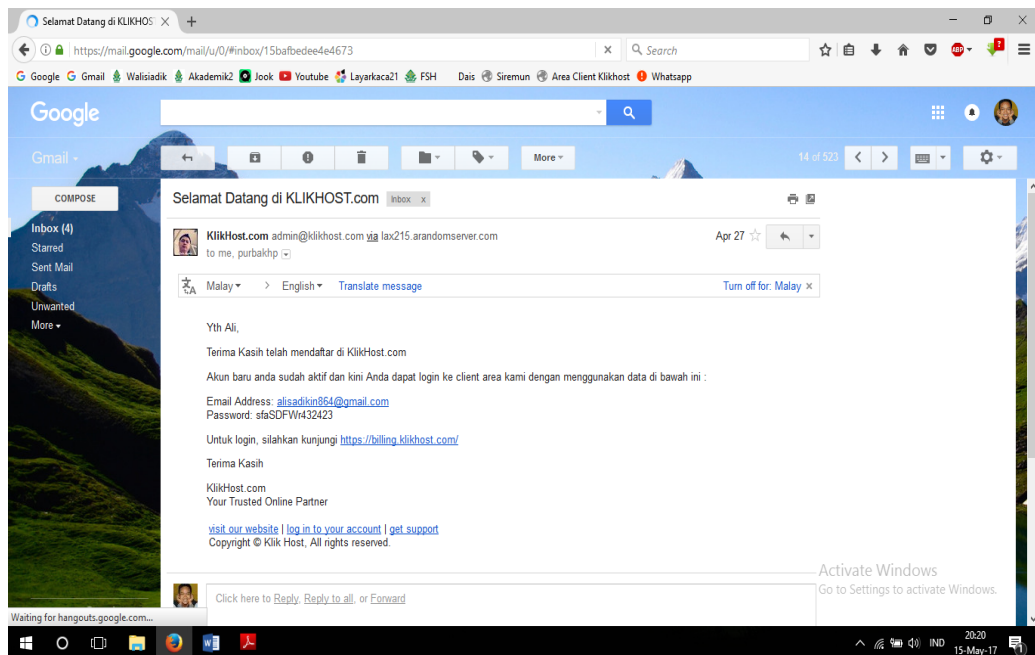 Selamat Datang di KLIKHOS
https://mail.google.com/mail/u/0/#inbox/15bafbedee4e4673
Search
Google Gmail Walisiadik Akademik2 Jook Youtube Layarkaca21 FSH Dais Siremun Area Client Klikhost Whatsapp
Google
Gmail
More
14 of 523
COMPOSE
Inbox (4)
Starred
Sent Mail
Drafts
Unwanted
More
Selamat Datang di KLIKHOST.com Inbox x
KlikHost.com admin@klikhost.com via lax215.arandomserver.com
Apr 27
to me, purbakhp
Malay > English Translate message
Turn off for: Malay x
Yth Ali,
Terima Kasih telah mendaftar di KlikHost.com
Akun baru anda sudah aktif dan kini Anda dapat login ke client area kami dengan menggunakan data di bawah ini :
Email Address: alisadikin864@gmail.com
Password: sfaSDFWr432423
Untuk login, silahkan kunjungi https://billing.klikhost.com/
Terima Kasih
KlikHost.com
Your Trusted Online Partner
visit our website | log in to your account | get support
Copyright © Klik Host, All rights reserved.
Click here to Reply, Reply to all, or Forward
Activate Windows
Go to Settings to activate Windows.
Waiting for hangouts.google.com...
IND
20:20
15-May-17